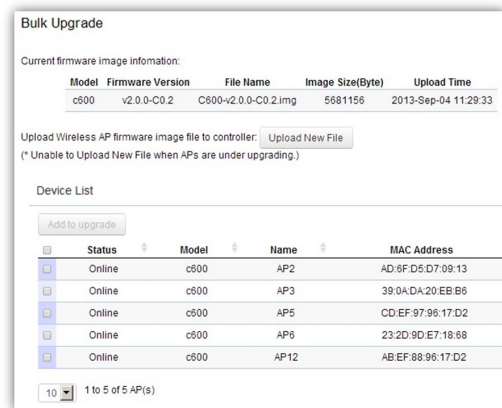 Bulk Upgrade
Current firmware image infomation:
Model Firmware Version File Name Image Size(Byte) Upload Time
c600 v2.0.0-C0.2 C600-v2.0.0-C0.2.img 5681156 2013-Sep-04 11:29:33
Upload Wireless AP firmware image file to controller: Upload New File
(* Unable to Upload New File when APs are under upgrading.)
Device List
Add to upgrade
Status Model Name MAC Address
Online c600 AP2 AD:6F:D5:D7:09:13
Online c600 AP3 39:0A:DA:20:EB:B6
Online c600 AP5 CD:EF:97:96:17:D2
Online c600 AP6 23:2D:9D:E7:18:68
Online c600 AP12 AB:EF:88:96:17:D2
10 1 to 5 of 5 AP(s)